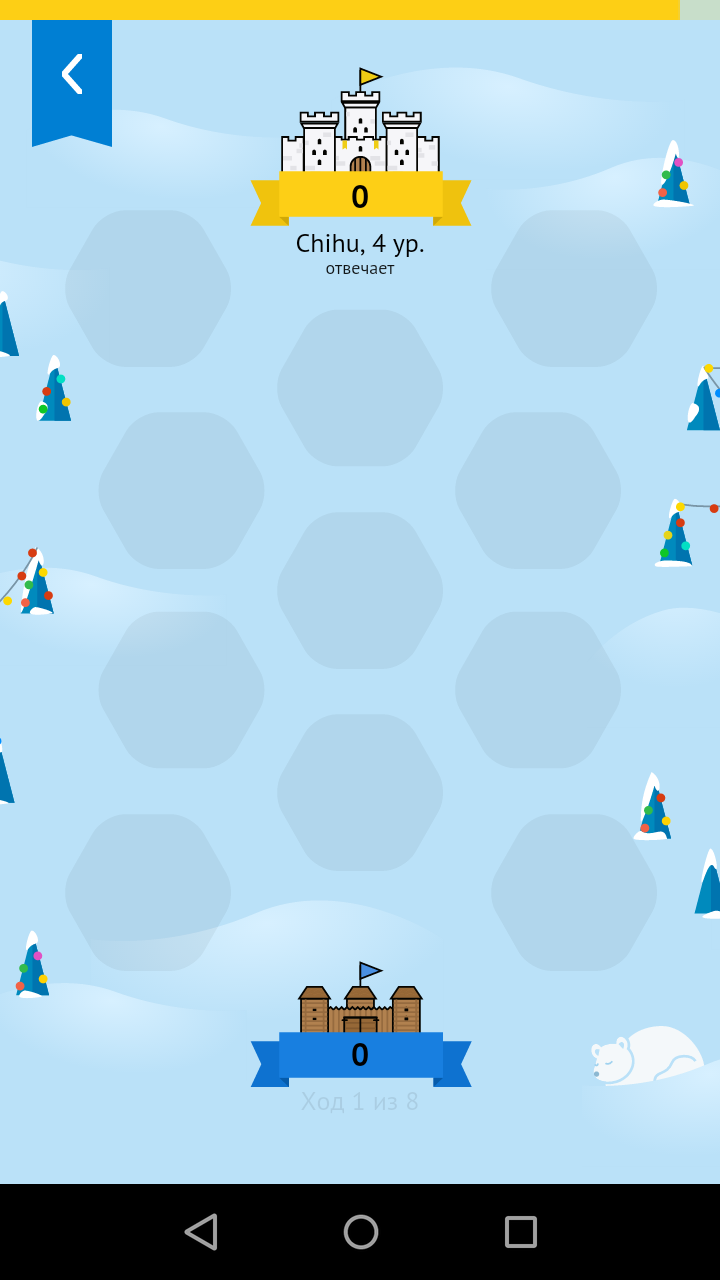 0
Chihu, 4 ур.
отвечает
0
Ход 1 из 8